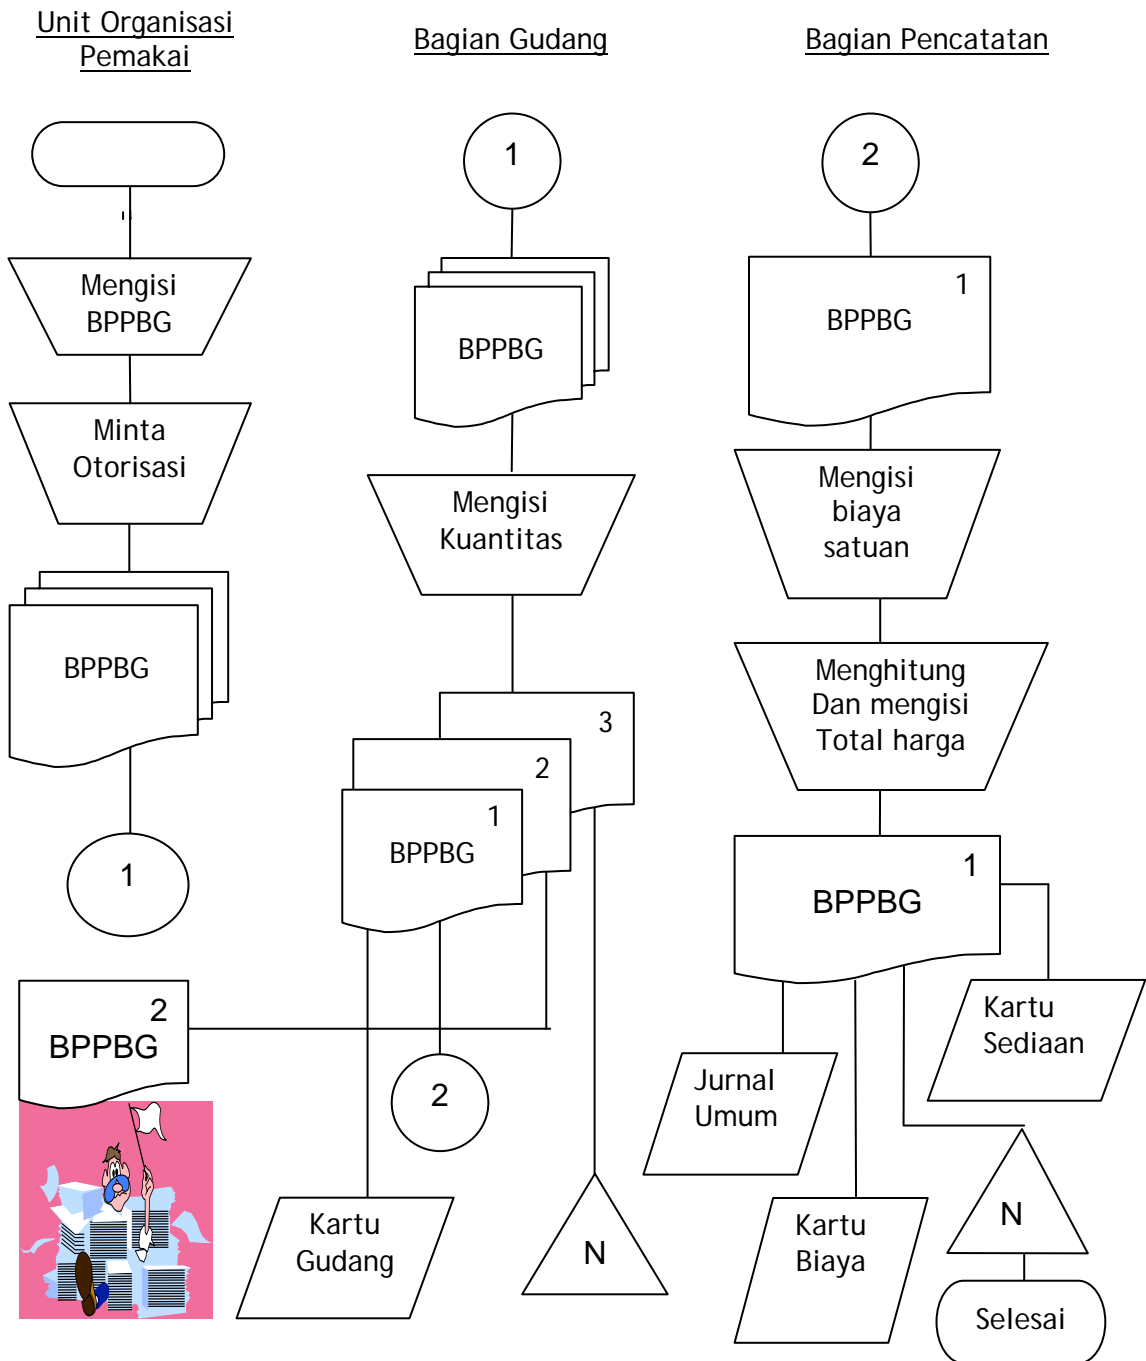 Unit Organisasi
Pemakai
Mengisi
BPPBG
Minta
Otorisasi
BPPBG
1
2
BPPBG
Bagian Gudang
1
BPPBG
Mengisi
Kuantitas
3
2
1
BPPBG
2
Kartu
Gudang
N
Bagian Pencatatan
2
1
BPPBG
Mengisi
biaya
satuan
Menghitung
Dan mengisi
Total harga
1
BPPBG
Kartu
Sediaan
Jurnal
Umum
Kartu
Biaya
N
Selesai